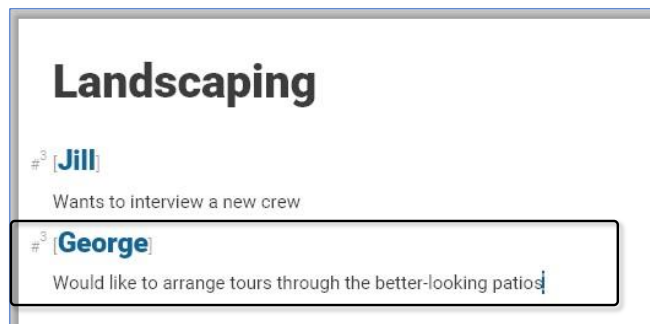 Landscaping
#3 [Jill]
Wants to interview a new crew
#3 [George]
Would like to arrange tours through the better-looking patios